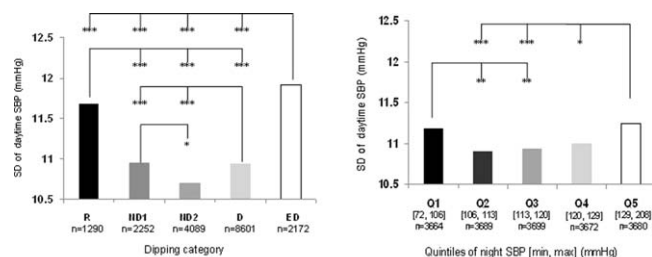 SD of daytime SBP (mmHg)
*** *** *** ***
12.5
*** *** *** ***
12
*** ***
11.5
*
11
10.5
R ND1 ND2 D ED
n=1290 n=2252 n=4089 n=8601 n=2172
Dipping category
SD of daytime SBP (mmHg)
12.5
*** *** *
12
** **
11.5
11
10.5
Q1 Q2 Q3 Q4 Q5
[72, 106] [106, 113] [113, 120] [120, 129] [129, 208]
n=3664 n=3689 n=3699 n=3672 n=3680
Quintiles of night SBP [min, max] (mmHg)